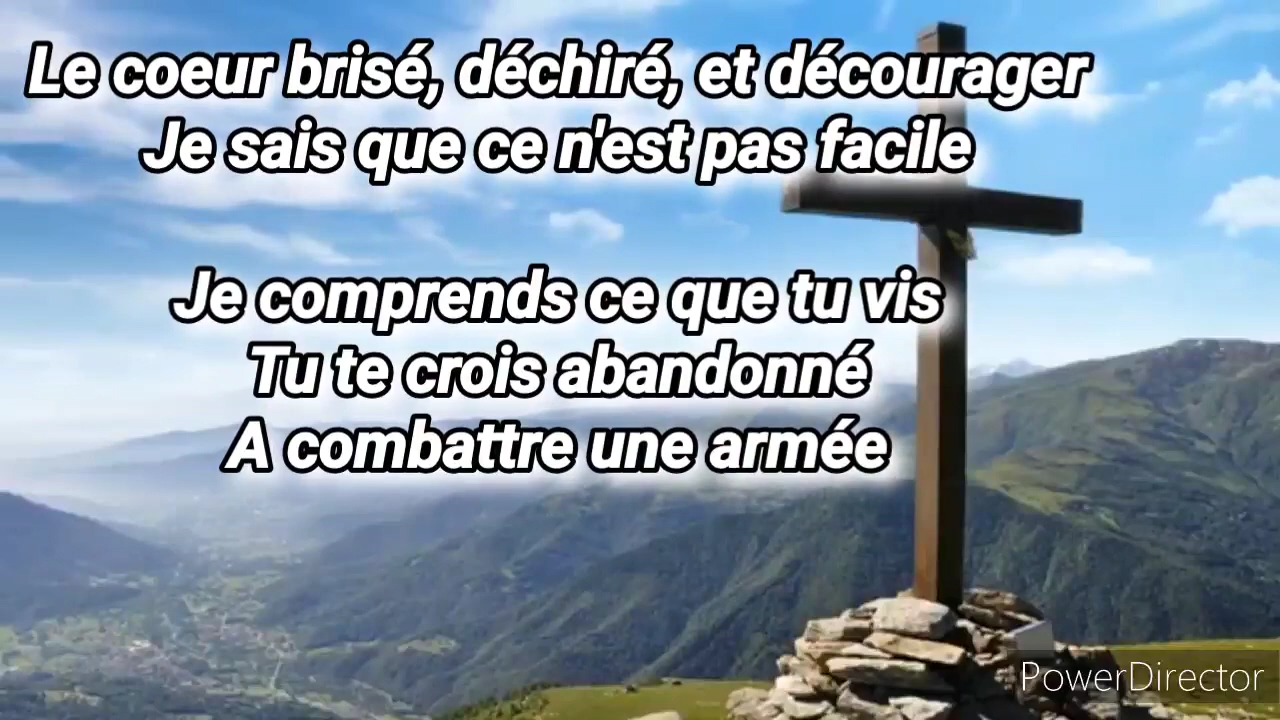 Le coeur brisé, déchiré, et décourager
Je sais que ce n'est pas facile
Je comprends ce que tu vis
Tu te crois abandonné
A combattre une armée
PowerDirector